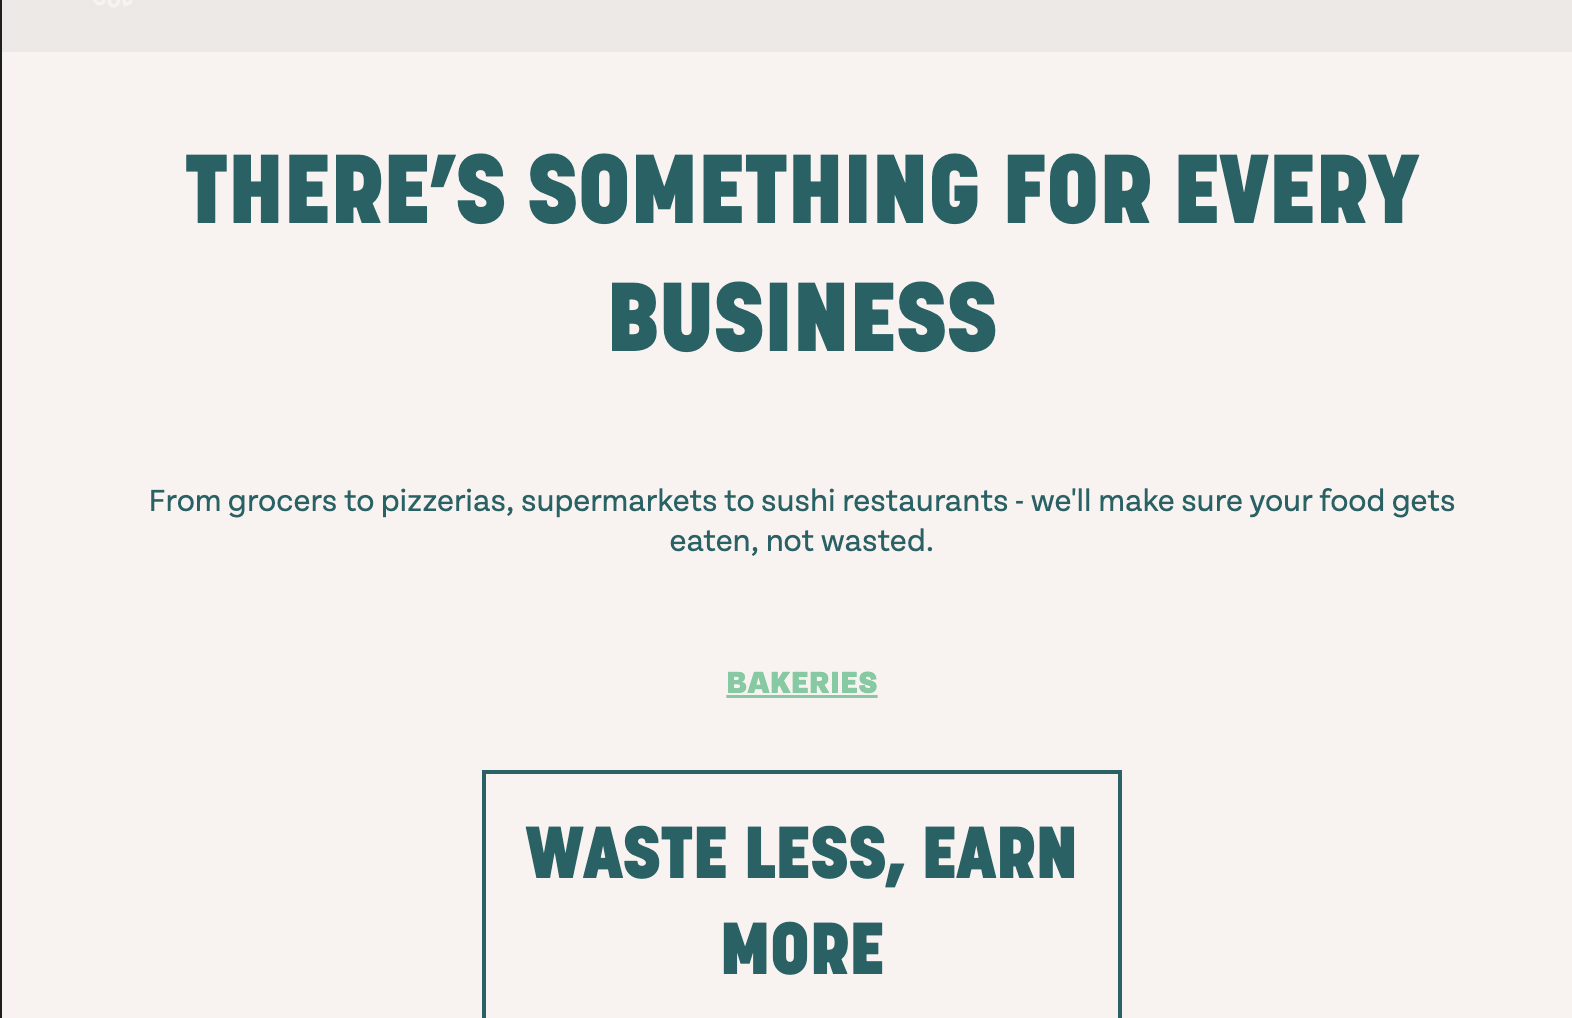 THERE’S SOMETHING FOR EVERY
BUSINESS
From grocers to pizzerias, supermarkets to sushi restaurants - we'll make sure your food gets
eaten, not wasted.
BAKERIES
WASTE LESS, EARN
MORE